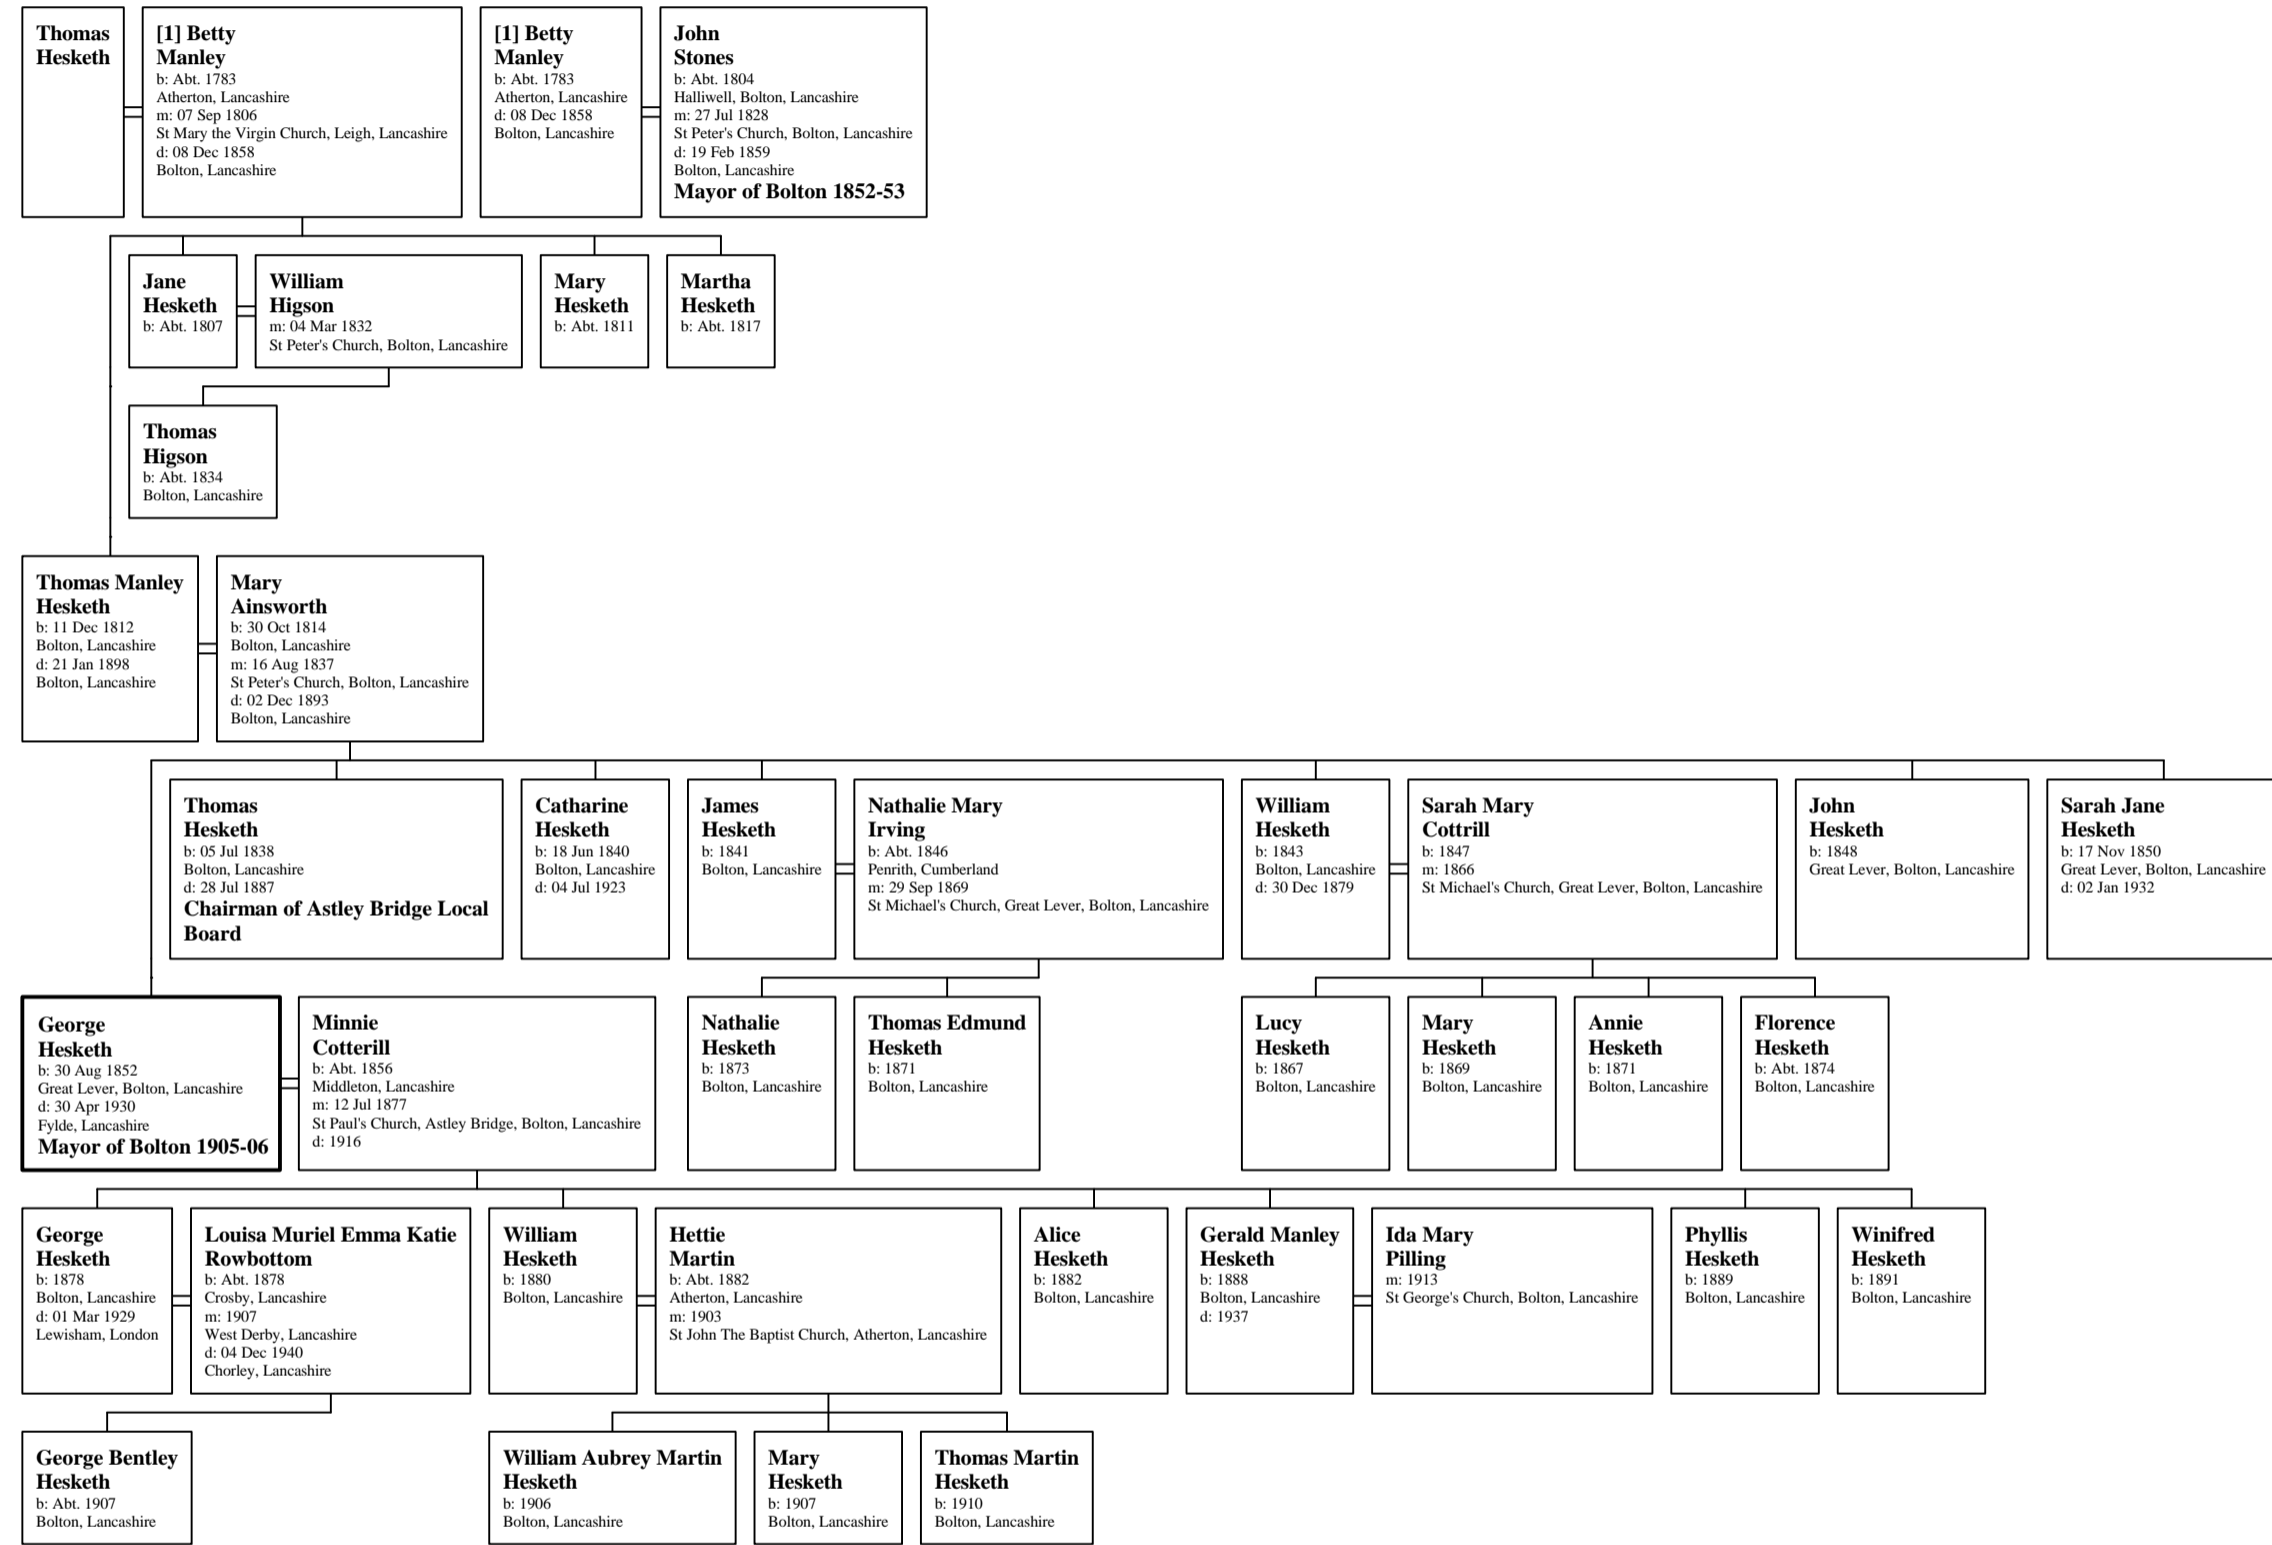 Thomas
Hesketh
[1] Betty
Manley
b: Abt. 1783
Atherton, Lancashire
m: 07 Sep 1806
St Mary the Virgin Church, Leigh, Lancashire
d: 08 Dec 1858
Bolton, Lancashire
[1] Betty
Manley
b: Abt. 1783
Atherton, Lancashire
d: 08 Dec 1858
Bolton, Lancashire
John
Stones
b: Abt. 1804
Halliwell, Bolton, Lancashire
m: 27 Jul 1828
St Peter's Church, Bolton, Lancashire
d: 19 Feb 1859
Bolton, Lancashire
Mayor of Bolton 1852-53
Jane
Hesketh
b: Abt. 1807
William
Higson
m: 04 Mar 1832
St Peter's Church, Bolton, Lancashire
Mary
Hesketh
b: Abt. 1811
Martha
Hesketh
b: Abt. 1817
Thomas
Higson
b: Abt. 1834
Bolton, Lancashire
Thomas Manley
Hesketh
b: 11 Dec 1812
Bolton, Lancashire
d: 21 Jan 1898
Bolton, Lancashire
Mary
Ainsworth
b: 30 Oct 1814
Bolton, Lancashire
m: 16 Aug 1837
St Peter's Church, Bolton, Lancashire
d: 02 Dec 1893
Bolton, Lancashire
Thomas
Hesketh
b: 05 Jul 1838
Bolton, Lancashire
d: 28 Jul 1887
Chairman of Astley Bridge Local
Board
Catharine
Hesketh
b: 18 Jun 1840
Bolton, Lancashire
d: 04 Jul 1923
James
Hesketh
b: 1841
Bolton, Lancashire
Nathalie Mary
Irving
b: Abt. 1846
Penrith, Cumberland
m: 29 Sep 1869
St Michael's Church, Great Lever, Bolton, Lancashire
William
Hesketh
b: 1843
Bolton, Lancashire
d: 30 Dec 1879
Sarah Mary
Cottrill
b: 1847
m: 1866
St Michael's Church, Great Lever, Bolton, Lancashire
John
Hesketh
b: 1848
Great Lever, Bolton, Lancashire
Sarah Jane
Hesketh
b: 17 Nov 1850
Great Lever, Bolton, Lancashire
d: 02 Jan 1932
George
Hesketh
b: 30 Aug 1852
Great Lever, Bolton, Lancashire
d: 30 Apr 1930
Fylde, Lancashire
Mayor of Bolton 1905-06
Minnie
Cotterill
b: Abt. 1856
Middleton, Lancashire
m: 12 Jul 1877
St Paul's Church, Astley Bridge, Bolton, Lancashire
d: 1916
Nathalie
Hesketh
b: 1873
Bolton, Lancashire
Thomas Edmund
Hesketh
b: 1871
Bolton, Lancashire
Lucy
Hesketh
b: 1867
Bolton, Lancashire
Mary
Hesketh
b: 1869
Bolton, Lancashire
Annie
Hesketh
b: 1871
Bolton, Lancashire
Florence
Hesketh
b: Abt. 1874
Bolton, Lancashire
George
Hesketh
b: 1878
Bolton, Lancashire
d: 01 Mar 1929
Lewisham, London
Louisa Muriel Emma Katie
Rowbottom
b: Abt. 1878
Crosby, Lancashire
m: 1907
West Derby, Lancashire
d: 04 Dec 1940
Chorley, Lancashire
William
Hesketh
b: 1880
Bolton, Lancashire
Hettie
Martin
b: Abt. 1882
Atherton, Lancashire
m: 1903
St John The Baptist Church, Atherton, Lancashire
Alice
Hesketh
b: 1882
Bolton, Lancashire
Gerald Manley
Hesketh
b: 1888
Bolton, Lancashire
d: 1937
Ida Mary
Pilling
m: 1913
St George's Church, Bolton, Lancashire
Phyllis
Hesketh
b: 1889
Bolton, Lancashire
Winifred
Hesketh
b: 1891
Bolton, Lancashire
George Bentley
Hesketh
b: Abt. 1907
Bolton, Lancashire
William Aubrey Martin
Hesketh
b: 1906
Bolton, Lancashire
Mary
Hesketh
b: 1907
Bolton, Lancashire
Thomas Martin
Hesketh
b: 1910
Bolton, Lancashire